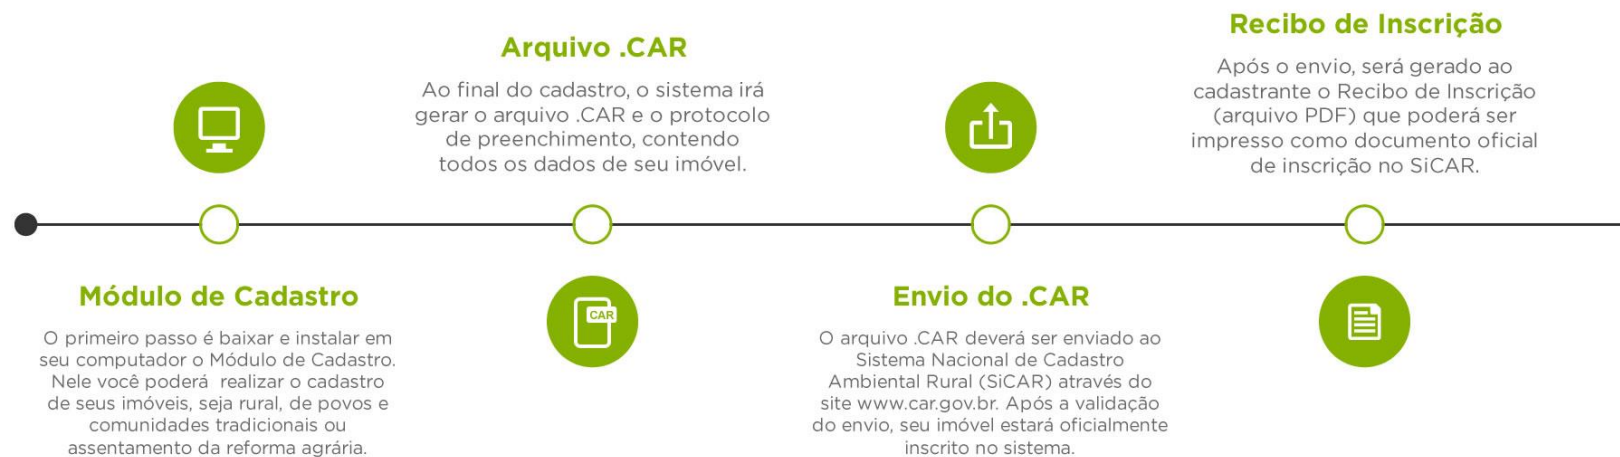 Módulo de Cadastro
O primeiro passo é baixar e instalar em
seu computador o Módulo de Cadastro.
Nele você poderá realizar o cadastro
de seus imóveis, seja rural, de povos e
comunidades tradicionais ou
assentamento da reforma agrária.
Arquivo .CAR
Ao final do cadastro, o sistema irá
gerar o arquivo .CAR e o protocolo
de preenchimento, contendo
todos os dados de seu imóvel.
CAR
Envio do .CAR
O arquivo .CAR deverá ser enviado ao
Sistema Nacional de Cadastro
Ambiental Rural (SiCAR) através do
site www.car.gov.br. Após a validação
do envio, seu imóvel estará oficialmente
inscrito no sistema.
Recibo de Inscrição
Após o envio, será gerado ao
cadastrante o Recibo de Inscrição
(arquivo PDF) que poderá ser
impresso como documento oficial
de inscrição no SiCAR.